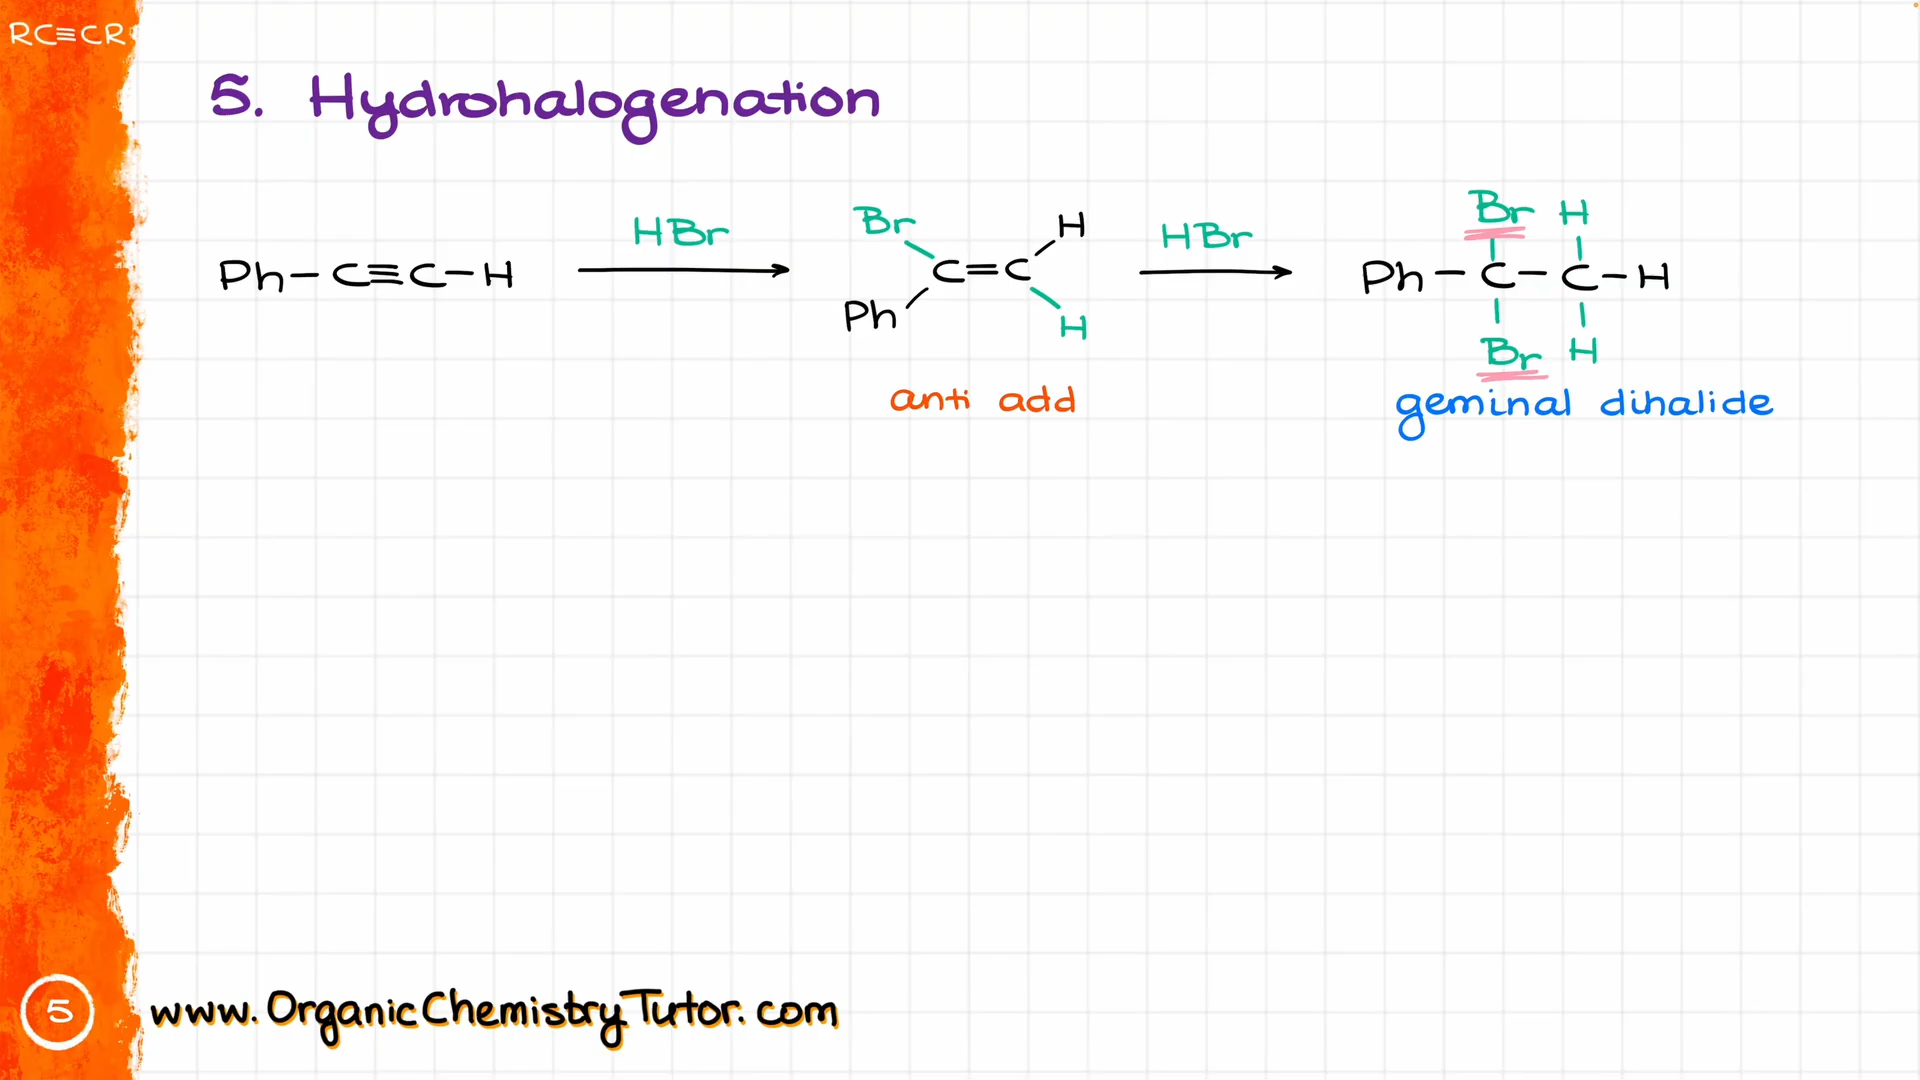 RC≡CR
5. Hydrohalogenation
Ph-C≡C-H
HBr
Br
H
C=C
Ph
H
anti add
HBr
Br H
Ph-C-C-H
Br H
geminal dihalide
5
www.OrganicChemistryTutor.com